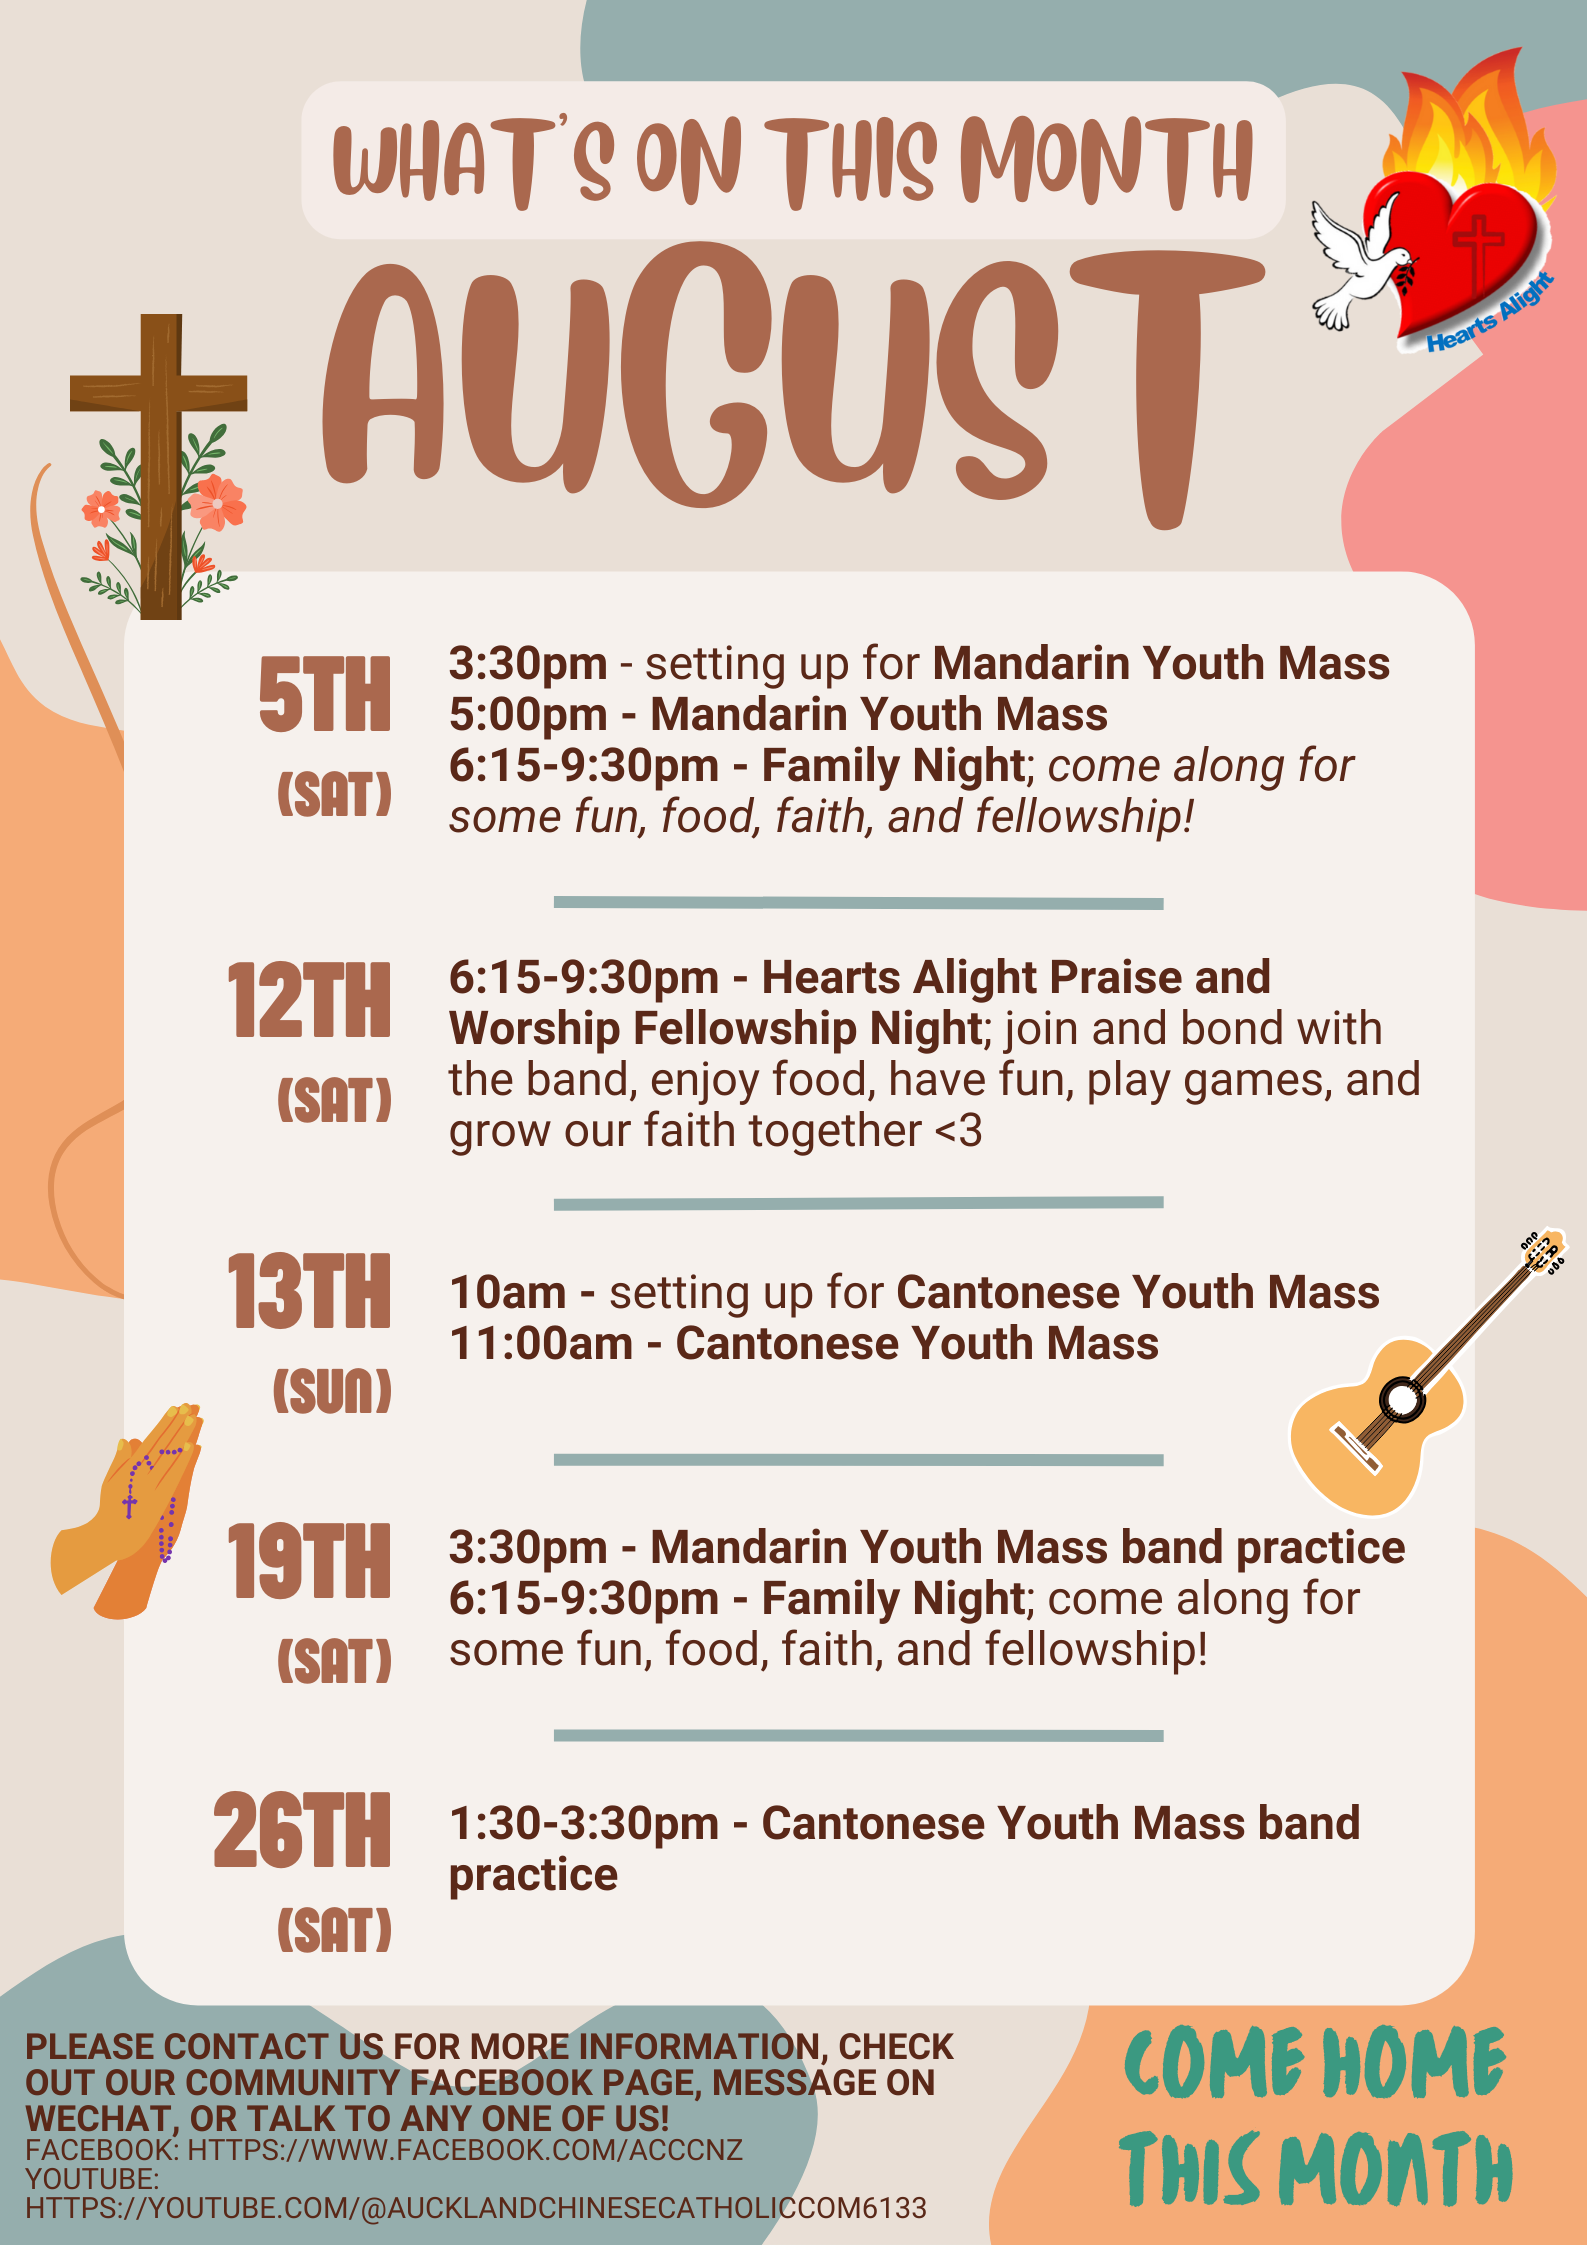 WHAT'S ON THIS MONTH
AUGUST
Hearts Alight
5TH
(SAT)
3:30pm - setting up for Mandarin Youth Mass
5:00pm - Mandarin Youth Mass
6:15-9:30pm - Family Night; come along for
some fun, food, faith, and fellowship!
12TH
(SAT)
6:15-9:30pm - Hearts Alight Praise and
Worship Fellowship Night; join and bond with
the band, enjoy food, have fun, play games, and
grow our faith together <3
13TH
(SUN)
10am - setting up for Cantonese Youth Mass
11:00am - Cantonese Youth Mass
19TH
(SAT)
3:30pm - Mandarin Youth Mass band practice
6:15-9:30pm - Family Night; come along for
some fun, food, faith, and fellowship!
26TH
(SAT)
1:30-3:30pm - Cantonese Youth Mass band
practice
PLEASE CONTACT US FOR MORE INFORMATION, CHECK
OUT OUR COMMUNITY FACEBOOK PAGE, MESSAGE ON
WECHAT, OR TALK TO ANY ONE OF US!
FACEBOOK: HTTPS://WWW.FACEBOOK.COM/ACCCNZ
YOUTUBE:
HTTPS://YOUTUBE.COM/@AUCKLANDCHINESECATHOLICCOM6133
COME HOME
THIS MONTH